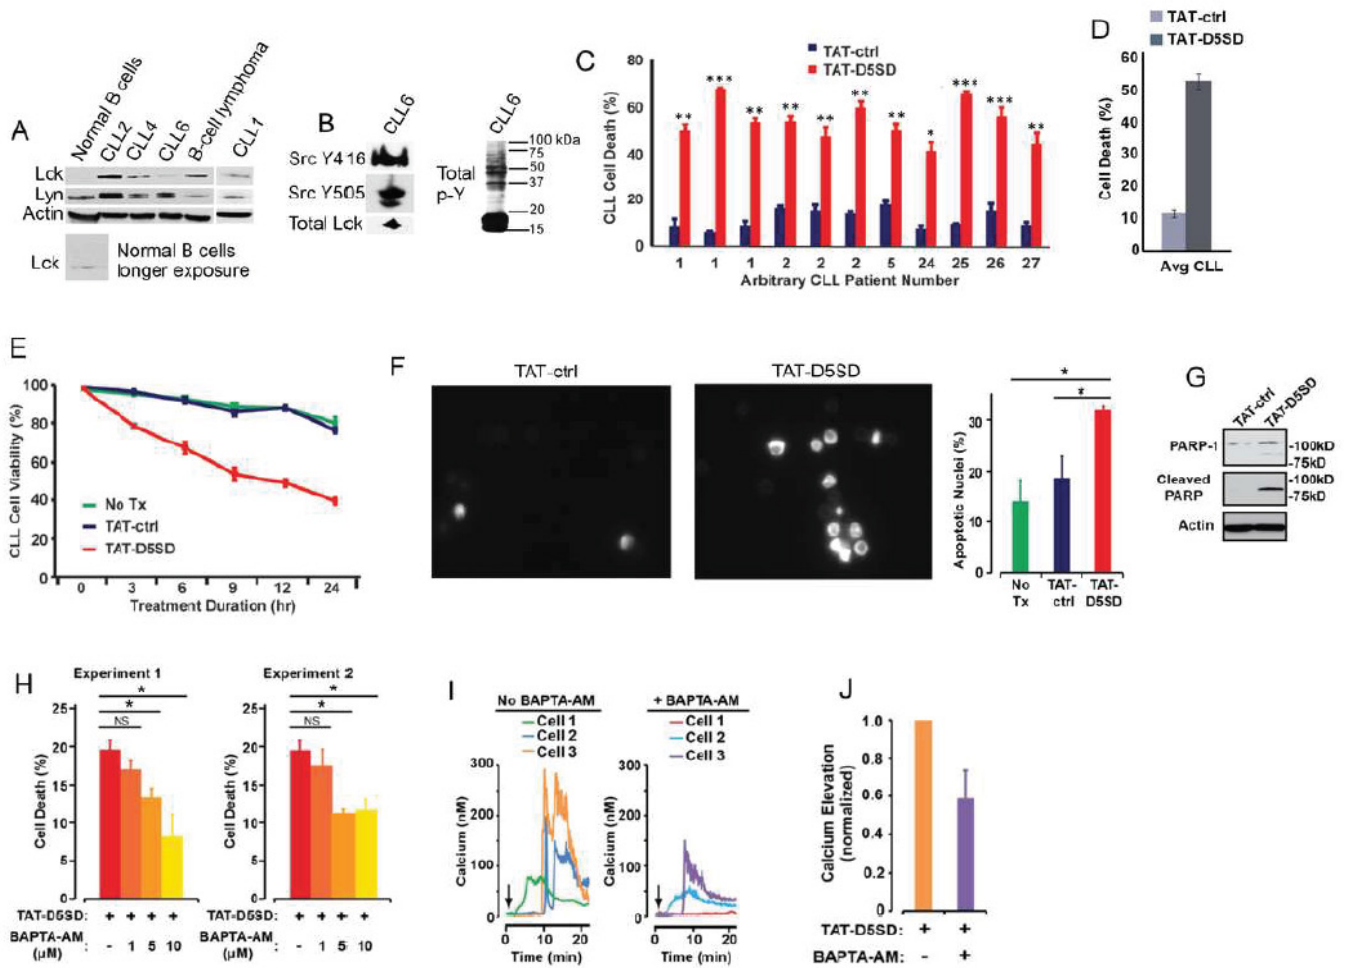 A
Normal B cells
CLL2
CLL4
CLL6
B-cell lymphoma
CLL1
Lck
Lyn
Actin
Lck
Normal B cells
longer exposure
B
CLL6
Src Y416
Src Y505
Total Lck
CLL6
Total
p-Y
100 kDa
75
50
37
20
15
C
TAT-ctrl
TAT-D5SD
CLL Cell Death (%)
80
60
40
20
0
** *** ** ** ** ** ** * *** *** **
1 1 1 2 2 2 5 24 25 26 27
Arbitrary CLL Patient Number
D
TAT-ctrl
TAT-D5SD
Cell Death (%)
60
50
40
30
20
10
0
Avg CLL
E
CLL Cell Viability (%)
100
80
60
40
20
0
No Tx
TAT-ctrl
TAT-D5SD
0 3 6 9 12 24
Treatment Duration (hr)
F
TAT-ctrl
TAT-D5SD
Apoptotic Nuclei (%)
*
*
30
20
10
0
No
Tx
TAT-
ctrl
TAT-
D5SD
G
TAT-ctrl
TAT-D5SD
PARP-1
-100kD
-75kD
Cleaved
PARP
-100kD
-75kD
Actin
H
Experiment 1
*
*
NS
Cell Death (%)
25
20
15
10
5
0
TAT-D5SD: + + + +
BAPTA-AM
(μM)
: - 1 5 10
Experiment 2
*
*
NS
Cell Death (%)
25
20
15
10
5
0
TAT-D5SD: + + + +
BAPTA-AM
(μM)
: - 1 5 10
I
No BAPTA-AM
Cell 1
Cell 2
Cell 3
Calcium (nM)
300
200
100
0
0 10 20
Time (min)
+ BAPTA-AM
Cell 1
Cell 2
Cell 3
Calcium (nM)
300
200
100
0
0 10 20
Time (min)
J
Calcium Elevation
(normalized)
1.0
0.8
0.6
0.4
0.2
0
TAT-D5SD: + +
BAPTA-AM: - +